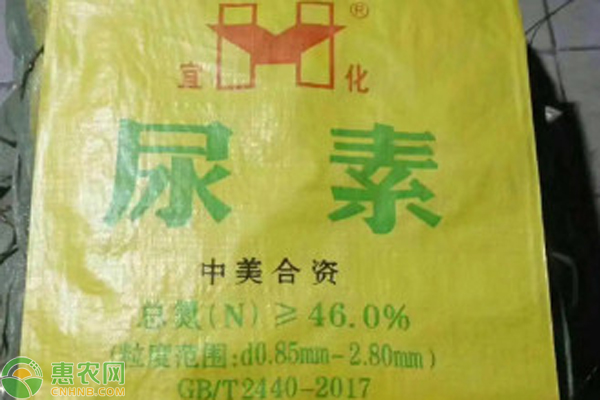 ®
宜 化
尿素
中美合资
总氮(N)≥46.0%
(粒度范围:d0.85mm-2.80mm)
GB/T2440-2017
惠农网
GNHNB.COM